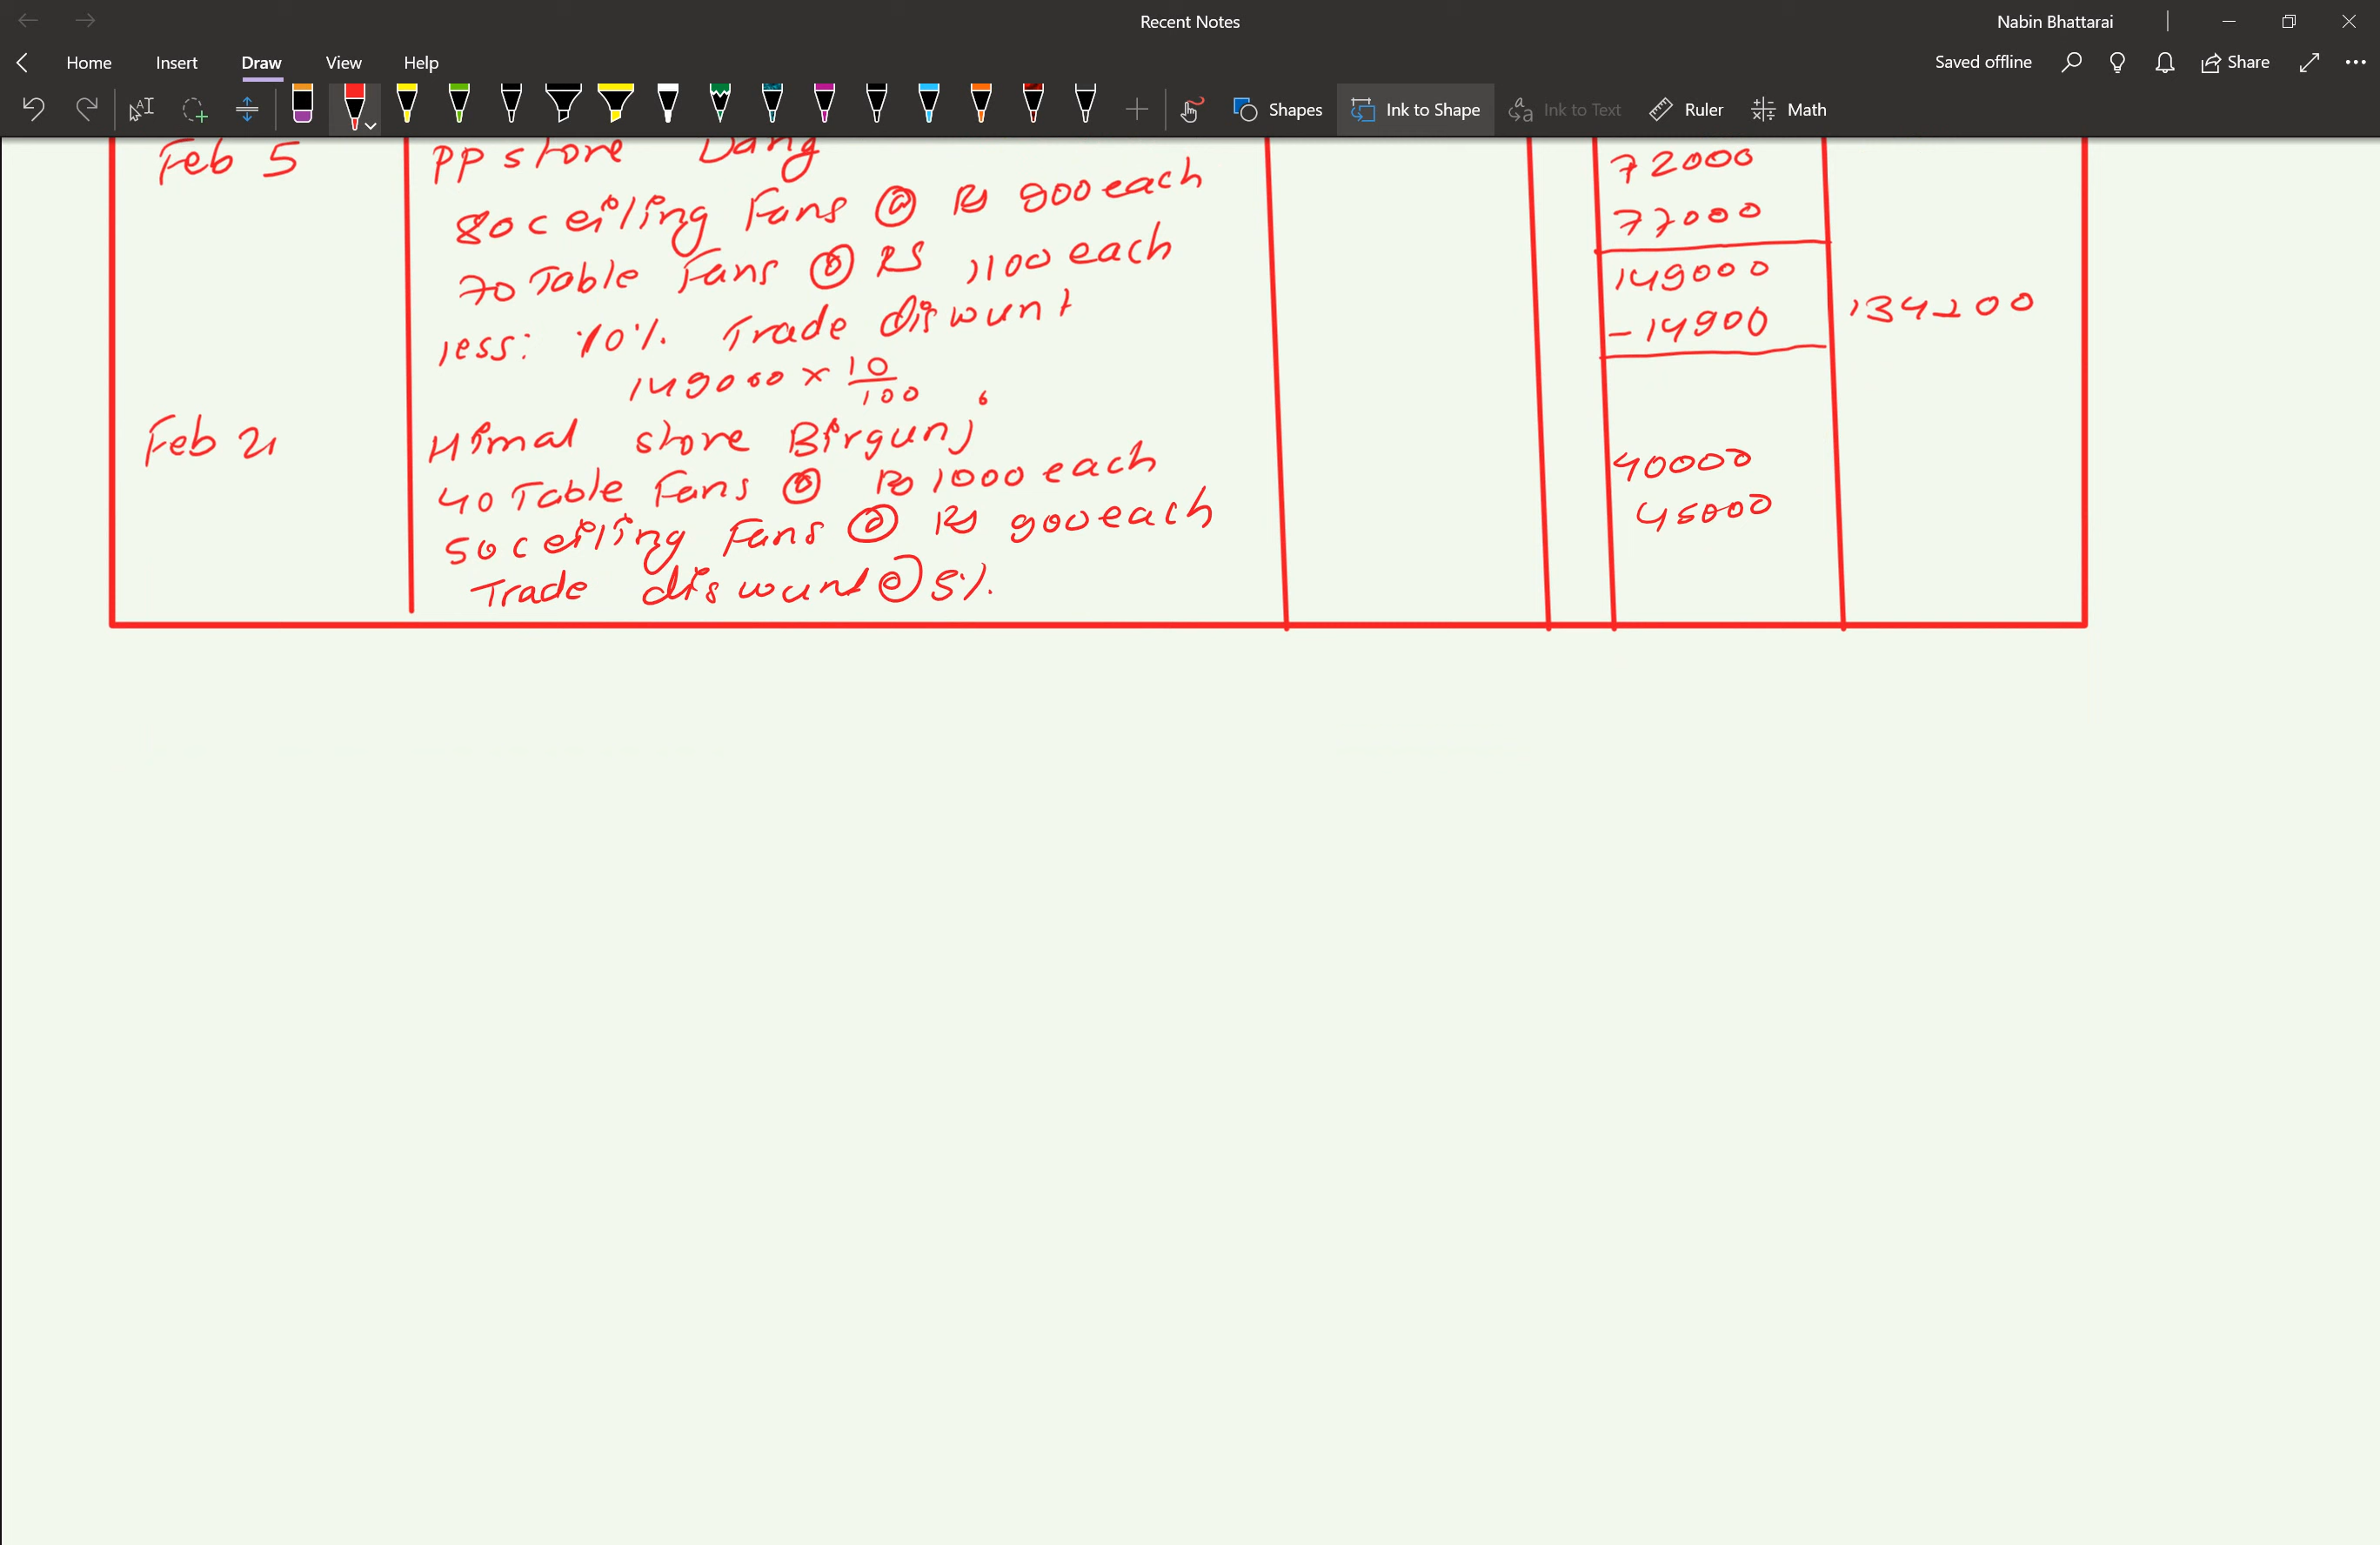 Recent Notes
Nabin Bhattarai
Home Insert Draw View Help
Saved offline
Share
Shapes
Ink to Shape
Ink to Text
Ruler
Math
Feb 5 PP store Dang 72000
80 ceiling Fans @ Rs 900 each 77000
70 Table Fans @ RS 1100 each 149000
less: 10% Trade discount -14900 134200
149000 × 10/100
Feb 21 Himal store Birgunj
40 Table Fans @ Rs 1000 each 40000
50 ceiling Fans @ Rs 900 each 45000
Trade discount @ 5%.